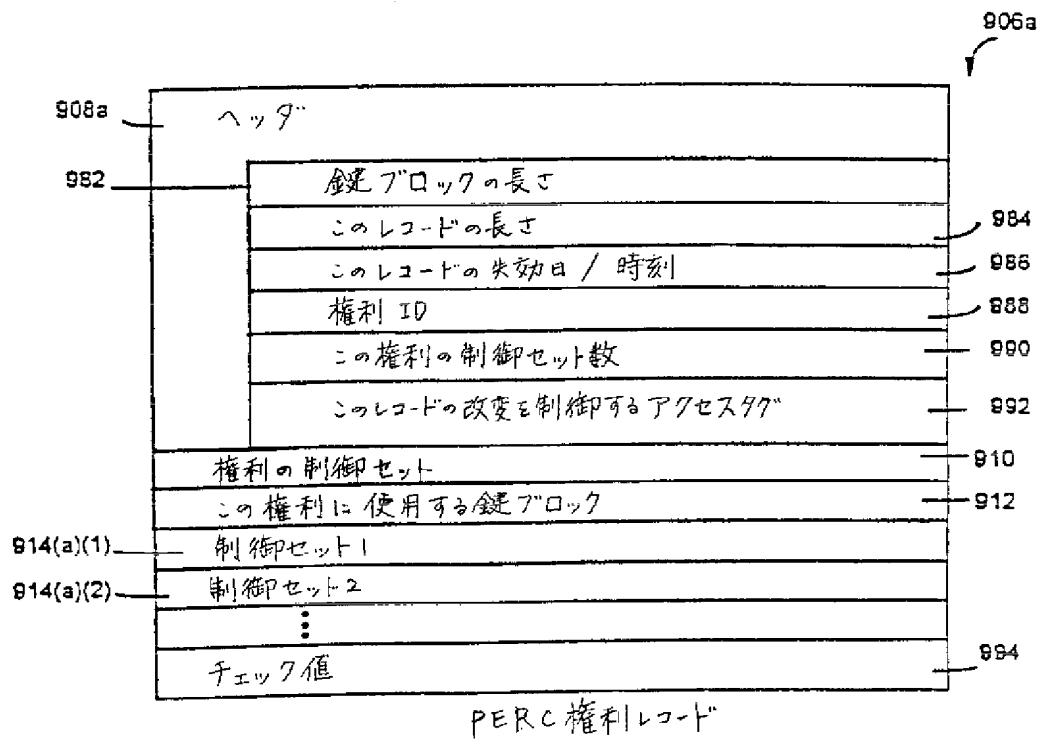 906a
908a ヘッダ
982 鍵ブロックの長さ
このレコードの長さ 984
このレコードの失効日 / 時刻 986
権利 ID 988
この権利の制御セット数 990
このレコードの改変を制御するアクセスタグ 992
権利の制御セット 910
この権利に使用する鍵ブロック 912
914(a)(1) 制御セット1
914(a)(2) 制御セット2
チェック値 994
PERC権利レコード